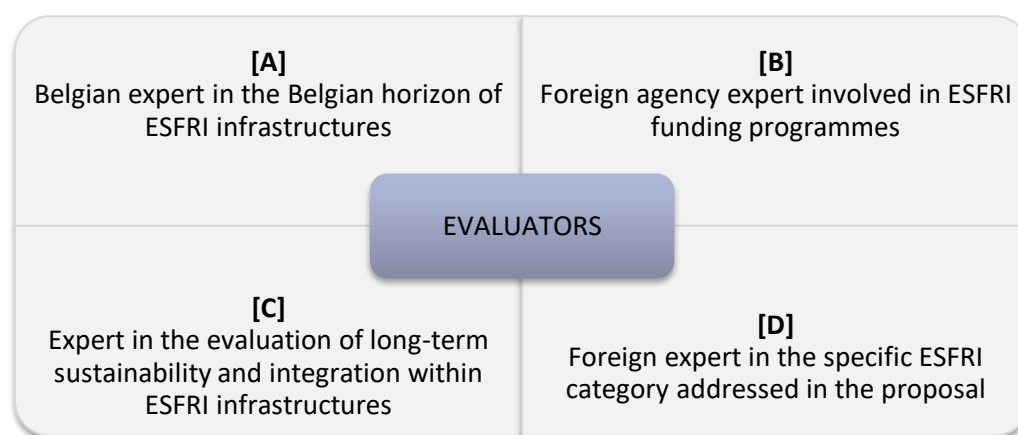 [A]
Belgian expert in the Belgian horizon of
ESFRI infrastructures
[B]
Foreign agency expert involved in ESFRI
funding programmes
EVALUATORS
[C]
Expert in the evaluation of long-term
sustainability and integration within
ESFRI infrastructures
[D]
Foreign expert in the specific ESFRI
category addressed in the proposal